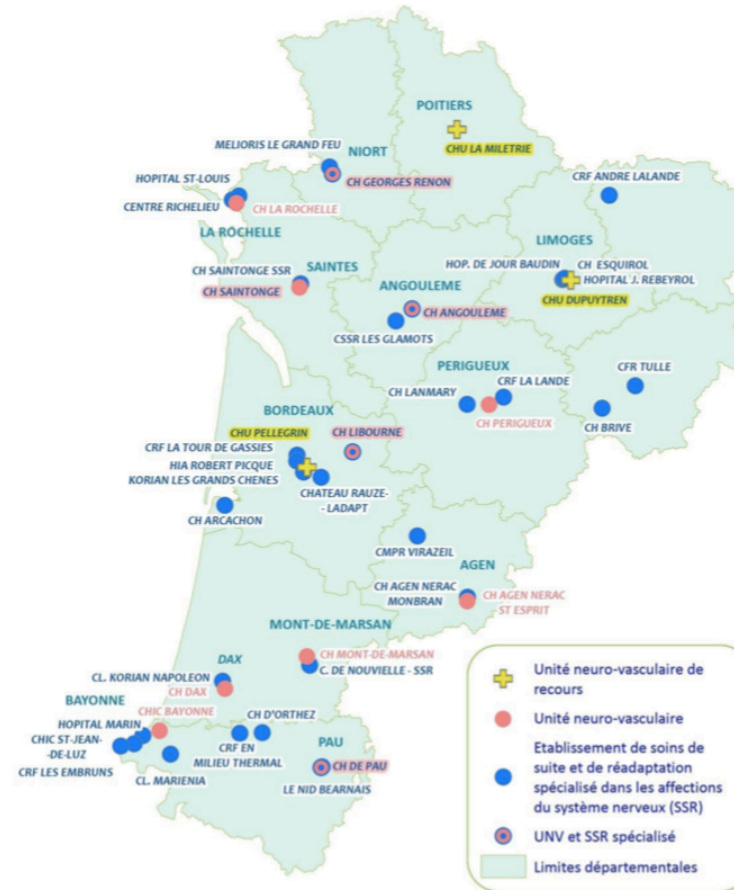 POITIERS
CHU LA MILETRIE
MELIORIS LE GRAND FEU
NIORT
CH GEORGES RENON
HOPITAL ST-LOUIS
CENTRE RICHELIEU
CH LA ROCHELLE
LA ROCHELLE
CRF ANDRE LALANDE
LIMOGES
HOP. DE JOUR BAUDIN
CH ESQUIROL
HOPITAL J. REBEYROL
CHU DUPUYTREN
CH SAINTONGE SSR
SAINTES
CH SAINTONGE
ANGOULEME
CH ANGOULEME
CSSR LES GLAMOTS
PERIGUEUX
CRF LA LANDE
CH LANMARY
CH PERIGUEUX
CFR TULLE
CH BRIVE
BORDEAUX
CHU PELLEGRIN
CH LIBOURNE
CRF LA TOUR DE GASSIES
HIA ROBERT PICQUE
KORIAN LES GRANDS CHENES
CHATEAU RAUZE-
-LADAPT
CH ARCACHON
CMPR VIRAZEIL
AGEN
CH AGEN NERAC
MONBRAN
CH AGEN NERAC
ST ESPRIT
MONT-DE-MARSAN
CH MONT-DE-MARSAN
C. DE NOUVIELLE - SSR
DAX
CL. KORIAN NAPOLEON
CH DAX
BAYONNE
CHIC BAYONNE
HOPITAL MARIN
CHIC ST-JEAN-
-DE-LUZ
CRF LES EMBRUNS
CL. MARIENIA
CH D'ORTHEZ
CRF EN
MILIEU THERMAL
PAU
CH DE PAU
LE NID BEARNAIS
Unité neuro-vasculaire de
recours
Unité neuro-vasculaire
Etablissement de soins de
suite et de réadaptation
spécialisé dans les affections
du système nerveux (SSR)
UNV et SSR spécialisé
Limites départementales